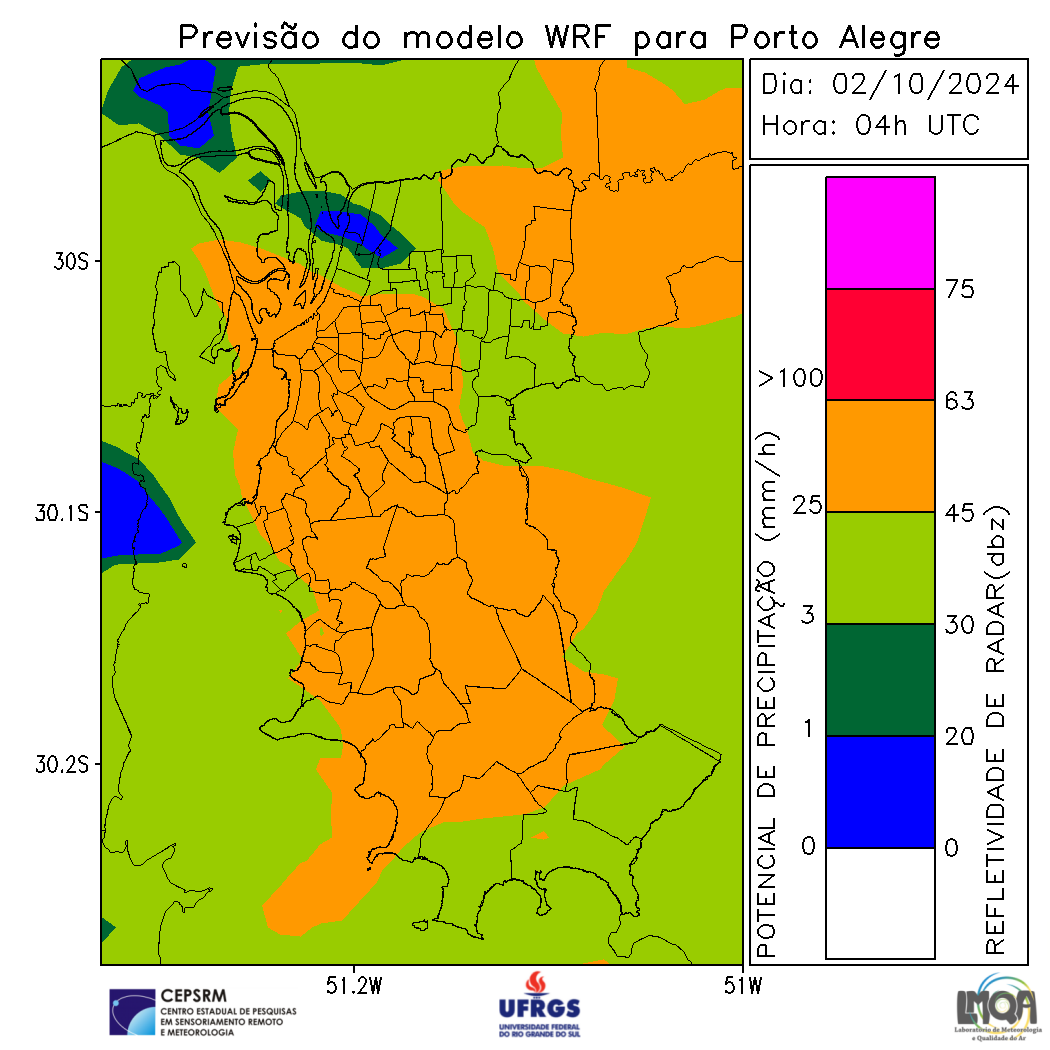 Previsão do modelo WRF para Porto Alegre
Dia: 02/10/2024
Hora: 04h UTC
30S
30.1S
30.2S
51.2W
51W
POTENCIAL DE PRECIPITAÇÃO (mm/h)
>100
25
3
1
0
75
63
45
30
20
0
REFLETIVIDADE DE RADAR(dbz)
CEPSRM
CENTRO ESTADUAL DE PESQUISAS
EM SENSORIAMENTO REMOTO
E METEOROLOGIA
UFRGS
UNIVERSIDADE FEDERAL
DO RIO GRANDE DO SUL
LMQA
Laboratório de Meteorologia
e Qualidade do Ar